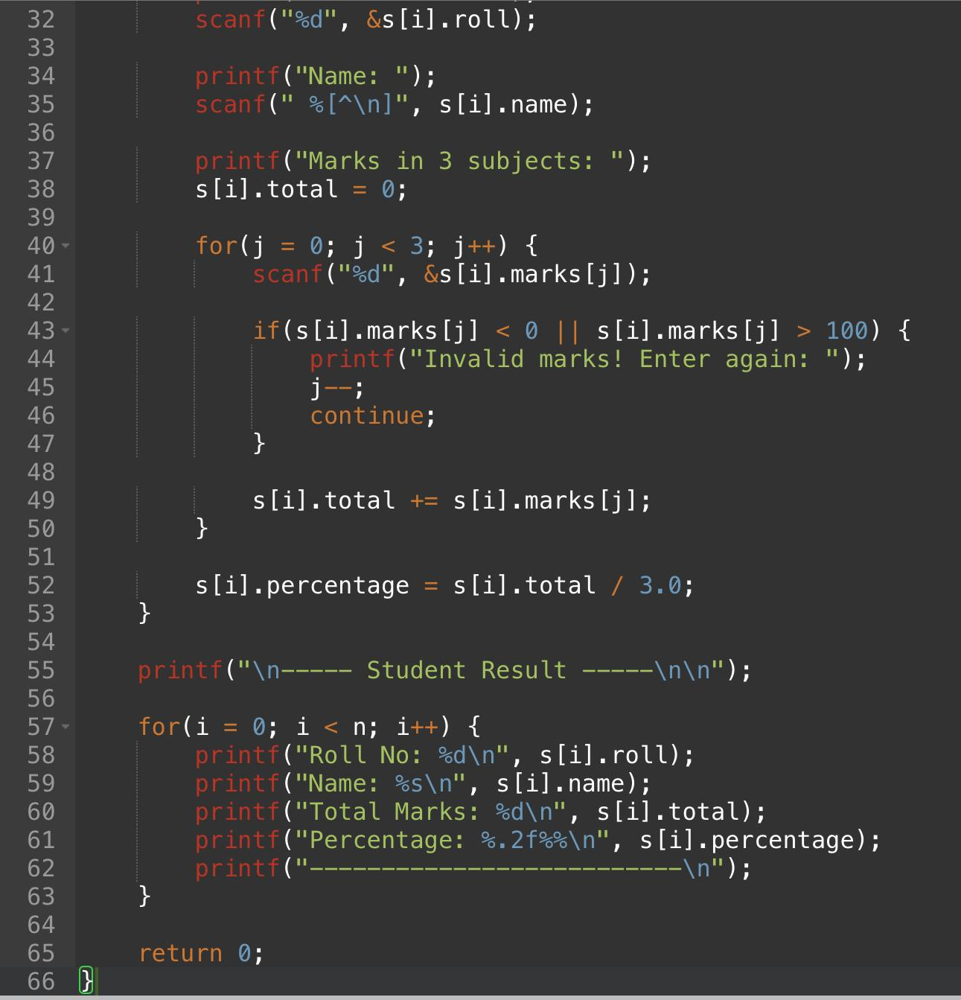 32 scanf("%d", &s[i].roll);
33
34 printf("Name: ");
35 scanf(" %[^\n]", s[i].name);
36
37 printf("Marks in 3 subjects: ");
38 s[i].total = 0;
39
40 for(j = 0; j < 3; j++) {
41 scanf("%d", &s[i].marks[j]);
42
43 if(s[i].marks[j] < 0 || s[i].marks[j] > 100) {
44 printf("Invalid marks! Enter again: ");
45 j--;
46 continue;
47 }
48
49 s[i].total += s[i].marks[j];
50 }
51
52 s[i].percentage = s[i].total / 3.0;
53 }
54
55 printf("\n----- Student Result -----\n\n");
56
57 for(i = 0; i < n; i++) {
58 printf("Roll No: %d\n", s[i].roll);
59 printf("Name: %s\n", s[i].name);
60 printf("Total Marks: %d\n", s[i].total);
61 printf("Percentage: %.2f%%\n", s[i].percentage);
62 printf("--------------------------\n");
63 }
64
65 return 0;
66 }